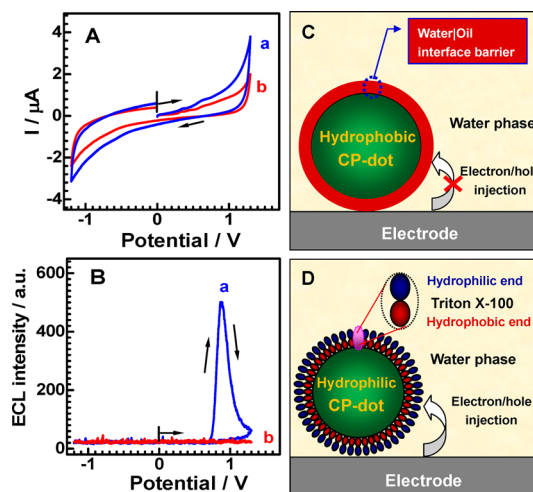 A
a
b
I / μA
4
2
0
-2
-4
-1
0
1
Potential / V
B
a
b
ECL intensity / a.u.
600
400
200
0
-1
0
1
Potential / V
C
Water|Oil
interface barrier
Hydrophobic
CP-dot
Water phase
Electron/hole
injection
Electrode
D
Hydrophilic end
Triton X-100
Hydrophobic end
Water phase
Hydrophilic
CP-dot
Electron/hole
injection
Electrode